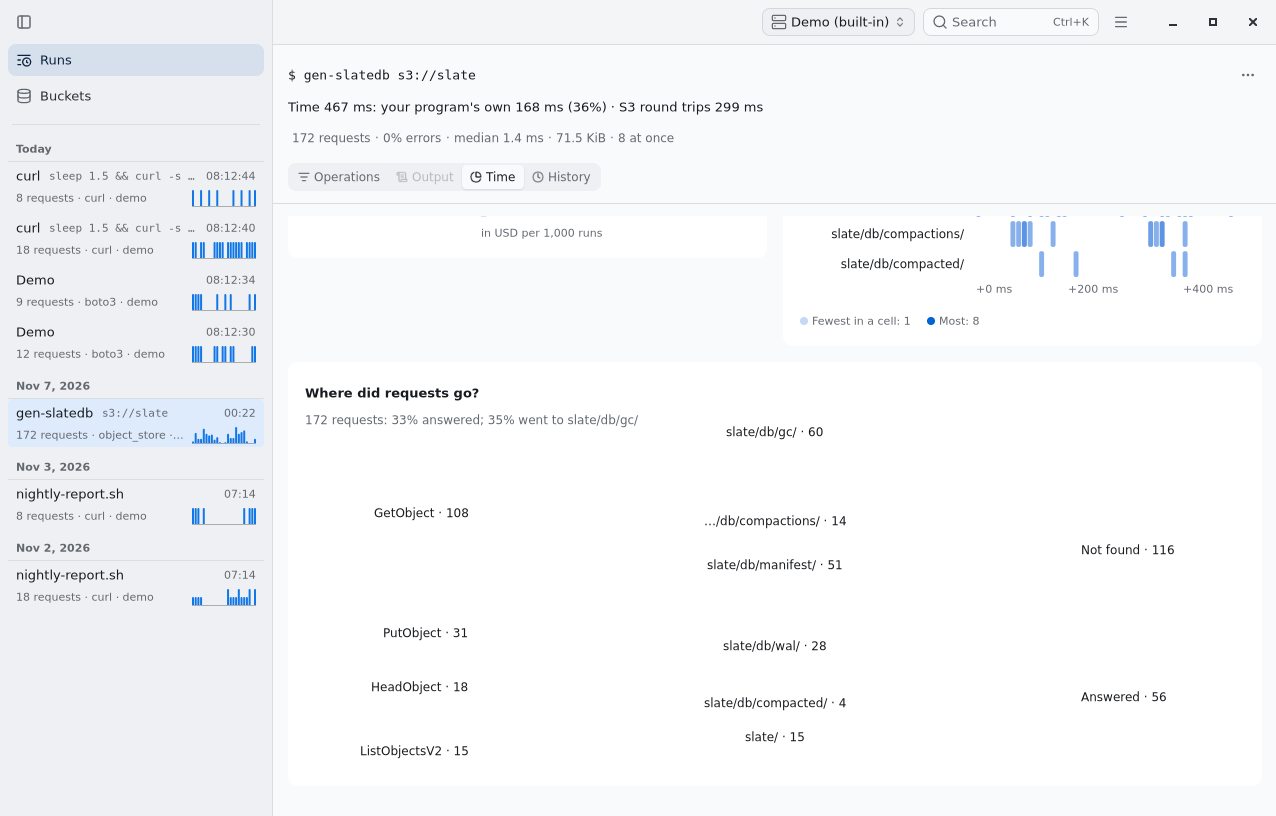 Demo (built-in)
Search
Ctrl+K
Runs
Buckets
Today
curl sleep 1.5 && curl -s … 08:12:44
8 requests · curl · demo
curl sleep 1.5 && curl -s … 08:12:40
18 requests · curl · demo
Demo 08:12:34
9 requests · boto3 · demo
Demo 08:12:30
12 requests · boto3 · demo
Nov 7, 2026
gen-slatedb s3://slate 00:22
172 requests · object_store ·…
Nov 3, 2026
nightly-report.sh 07:14
8 requests · curl · demo
Nov 2, 2026
nightly-report.sh 07:14
18 requests · curl · demo
$ gen-slatedb s3://slate
Time 467 ms: your program's own 168 ms (36%) · S3 round trips 299 ms
172 requests · 0% errors · median 1.4 ms · 71.5 KiB · 8 at once
Operations
Output
Time
History
in USD per 1,000 runs
slate/db/compactions/
slate/db/compacted/
+0 ms +200 ms +400 ms
Fewest in a cell: 1 Most: 8
Where did requests go?
172 requests: 33% answered; 35% went to slate/db/gc/
slate/db/gc/ · 60
GetObject · 108
…/db/compactions/ · 14
Not found · 116
slate/db/manifest/ · 51
PutObject · 31
slate/db/wal/ · 28
HeadObject · 18
Answered · 56
slate/db/compacted/ · 4
slate/ · 15
ListObjectsV2 · 15